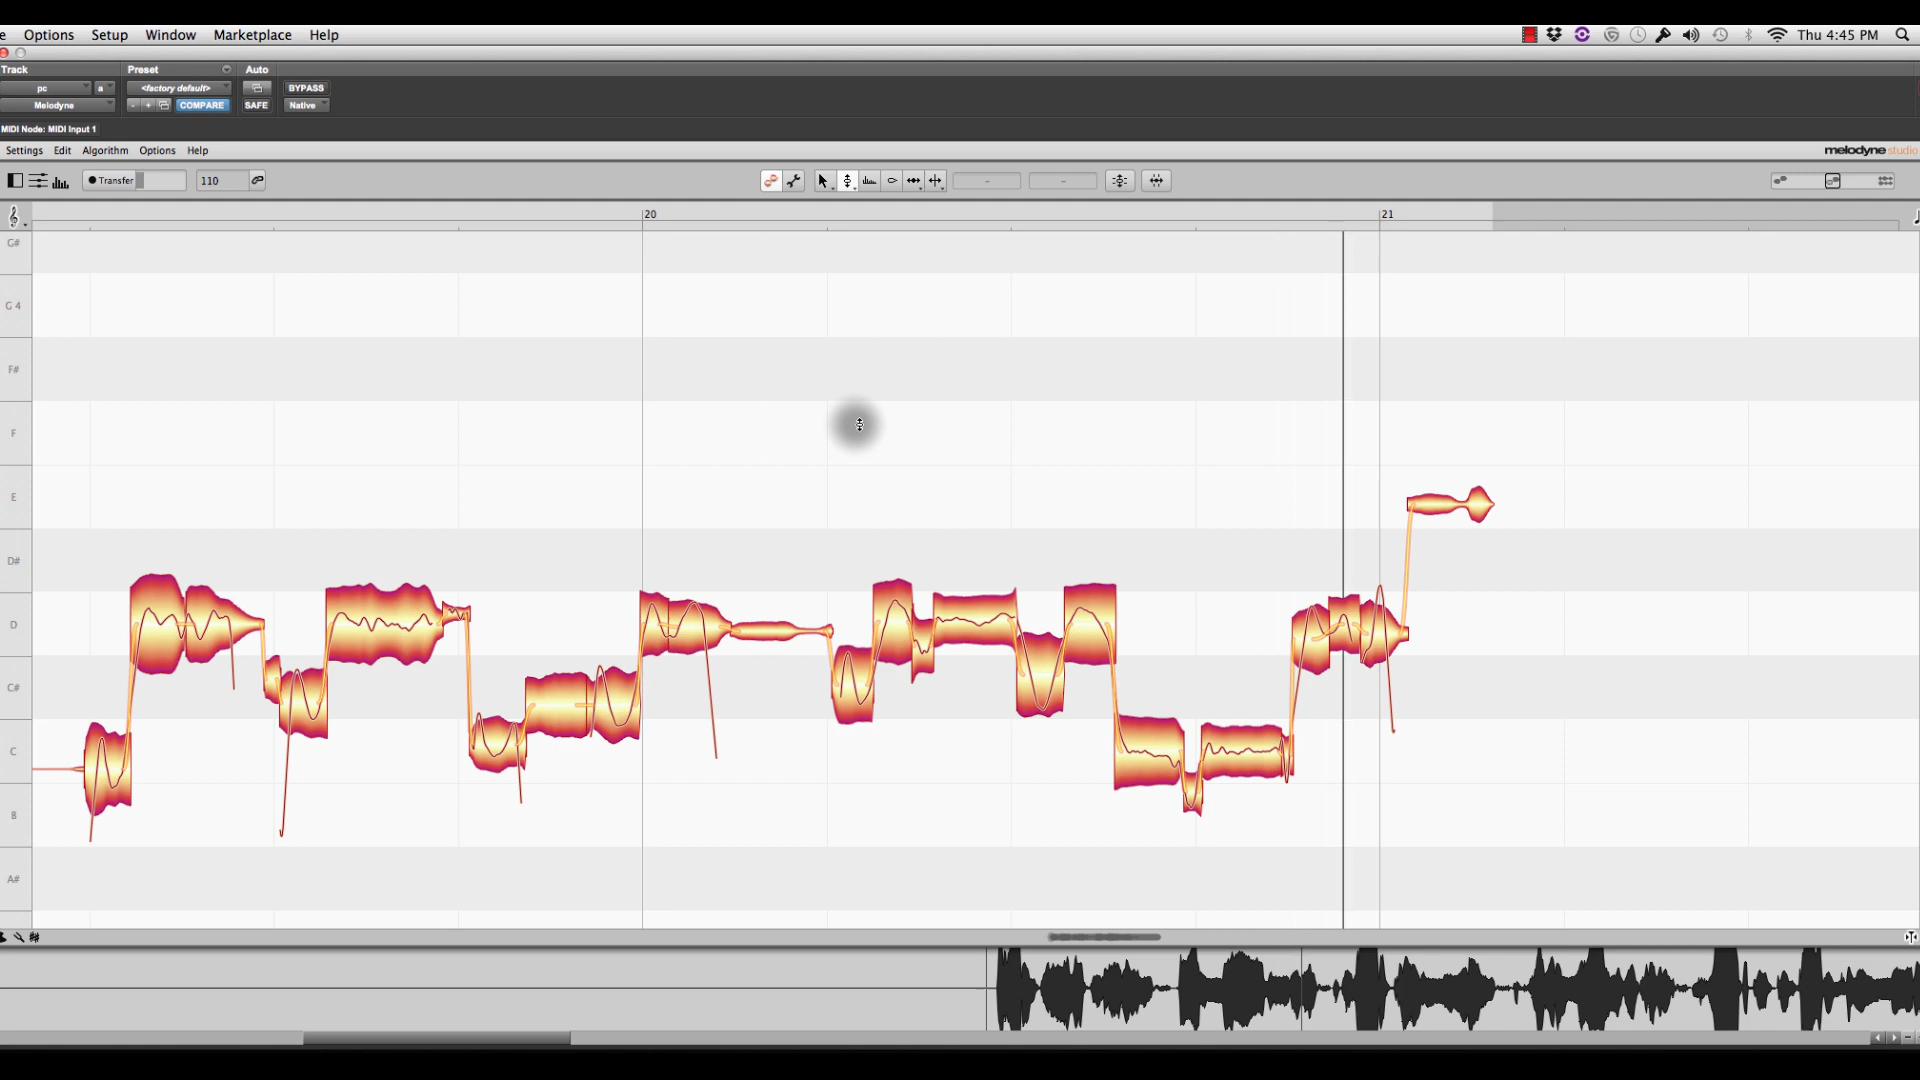 e Options Setup Window Marketplace Help Thu 4:45 PM
Track Preset Auto
pc a <factory default> BYPASS
Melodyne - + COMPARE SAFE Native
MIDI Node: MIDI Input 1
Settings Edit Algorithm Options Help melodyne studio
Transfer 110 - -
20 21
G#
G 4
F#
F
E
D#
D
C#
C
B
A#